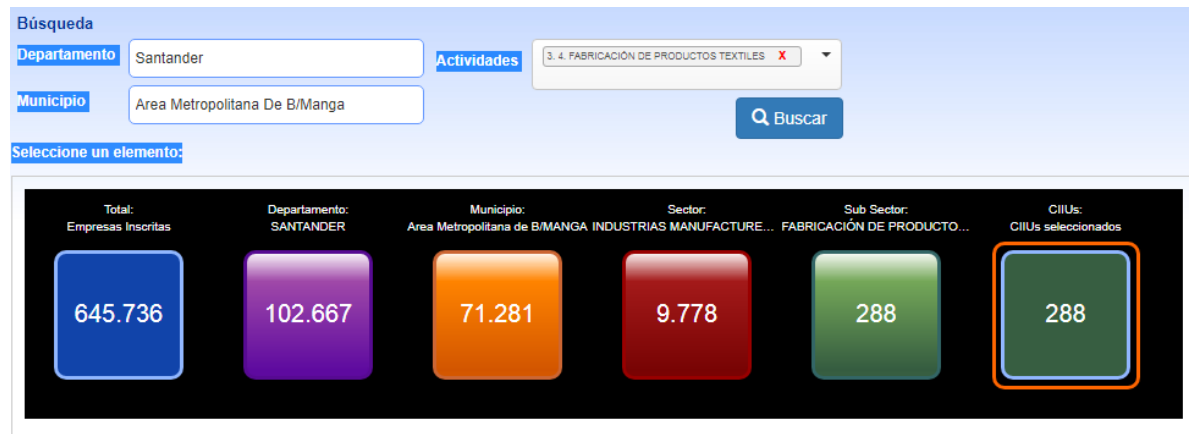 Búsqueda
Departamento Santander Actividades 3. 4. FABRICACIÓN DE PRODUCTOS TEXTILES X
Municipio Area Metropolitana De B/Manga
Buscar
Seleccione un elemento:
Total: Departamento: Municipio: Sector: Sub Sector: CIIUs:
Empresas Inscritas SANTANDER Area Metropolitana de B/MANGA INDUSTRIAS MANUFACTURE... FABRICACIÓN DE PRODUCTO... CIIUs seleccionados
645.736 102.667 71.281 9.778 288 288